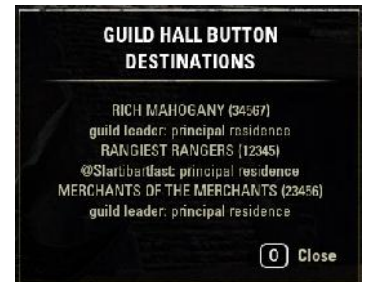 GUILD HALL BUTTON
DESTINATIONS
RICH MAHOGANY (34567)
guild leader: principal residence
RANGIEST RANGERS (12345)
@Slartibartfast: principal residence
MERCHANTS OF THE MERCHANTS (23456)
guild leader: principal residence
O Close